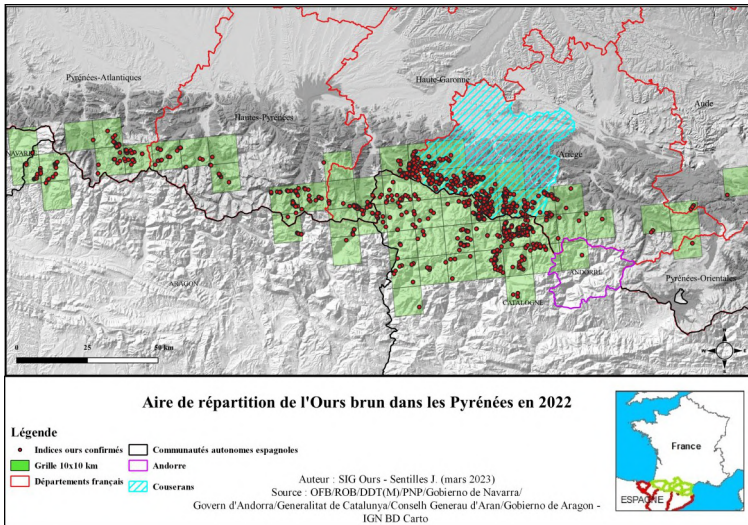 Pyrénées-Atlantiques
Haute-Garonne
Aude
Hautes-Pyrénées
NAVARRE
Ariège
ARAGON
ANDORRE
Pyrénées-Orientales
CATALOGNE
0 25 50 km
Aire de répartition de l'Ours brun dans les Pyrénées en 2022
Légende
Indices ours confirmés
Communautés autonomes espagnoles
Grille 10x10 km
Andorre
Départements français
Couserans
Auteur : SIG Ours - Sentilles J. (mars 2023)
Source : OFB/ROB/DDT(M)/PNP/Gobierno de Navarra/
Govern d'Andorra/Generalitat de Catalunya/Conselh Generau d'Aran/Gobierno de Aragon -
IGN BD Carto
France
ESPAGNE